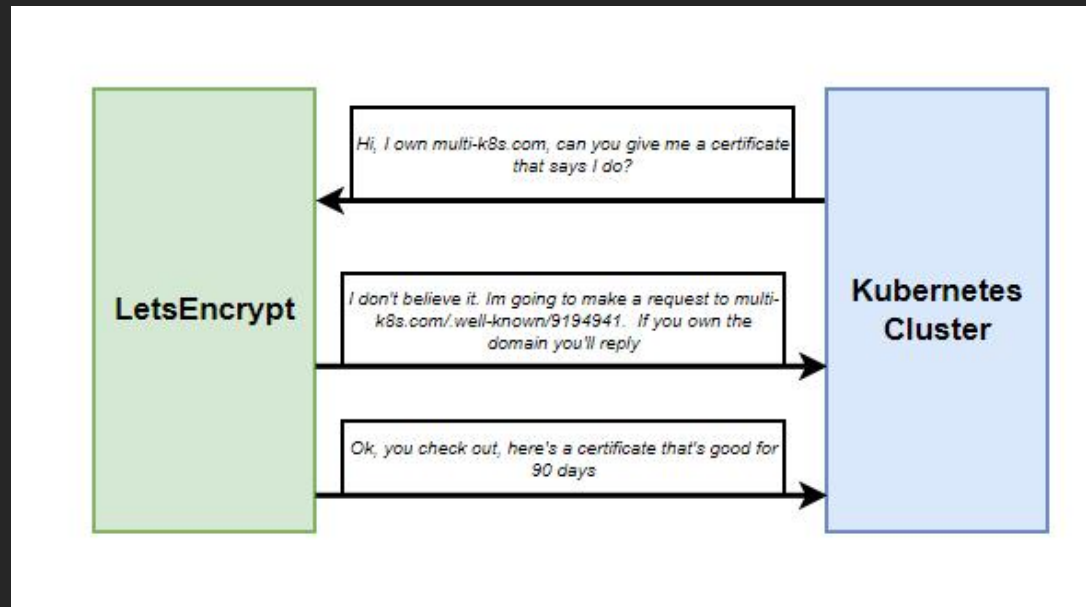 Hi, I own multi-k8s.com, can you give me a certificate
that says I do?
LetsEncrypt
I don't believe it. Im going to make a request to multi-
k8s.com/.well-known/9194941. If you own the
domain you'll reply
Kubernetes
Cluster
Ok, you check out, here's a certificate that's good for
90 days